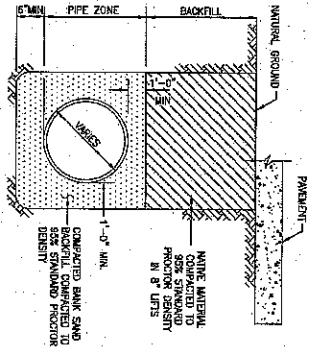 6"MIN
PIPE ZONE
BACKFILL
NATURAL GROUND
PAVEMENT
1'-0"
MIN
VARIES
1'-0" MIN.
NATIVE MATERIAL
COMPACTED TO
95% STANDARD
PROCTOR DENSITY
IN 8" LIFTS
COMPACTED BANK SAND
BACKFILL COMPACTED TO
95% STANDARD PROCTOR
DENSITY